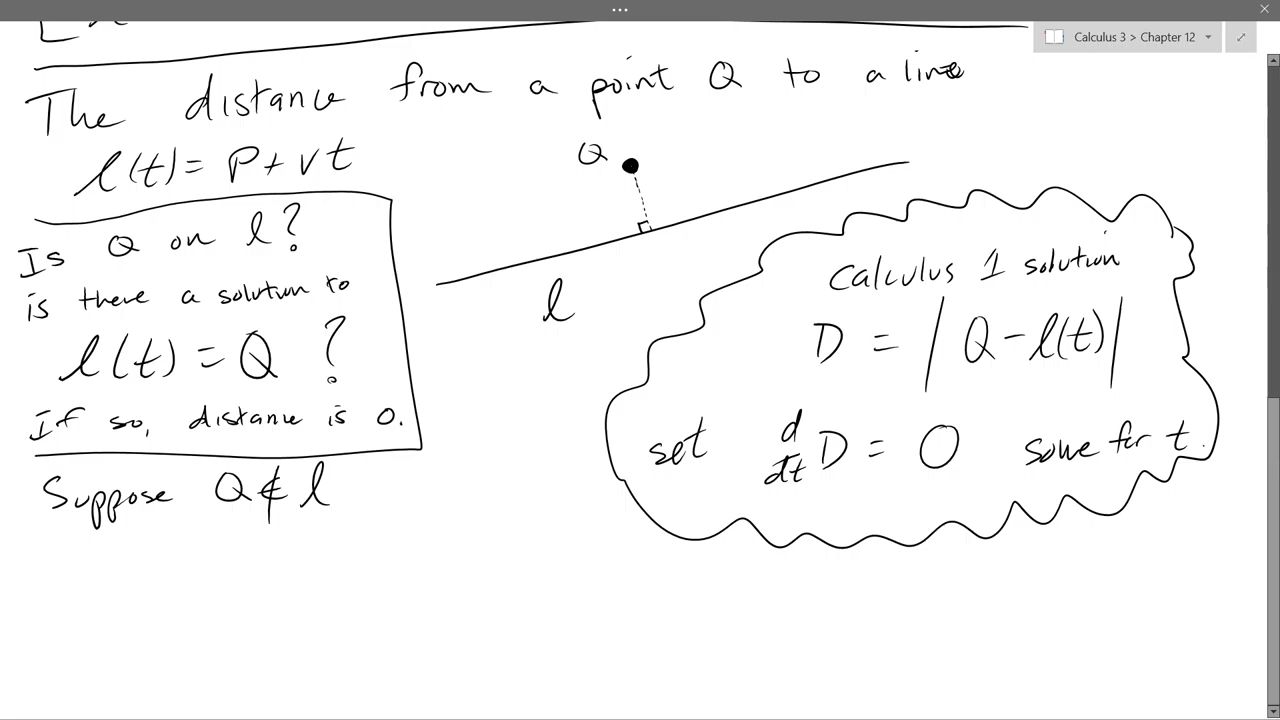 Calculus 3 > Chapter 12
The distance from a point Q to a line
l(t) = P + vt
Q
l
Is Q on l?
is there a solution to
l(t) = Q ?
If so, distance is 0.
Suppose Q ∉ l
Calculus 1 solution
D = | Q - l(t) |
set d/dt D = 0 solve for t.